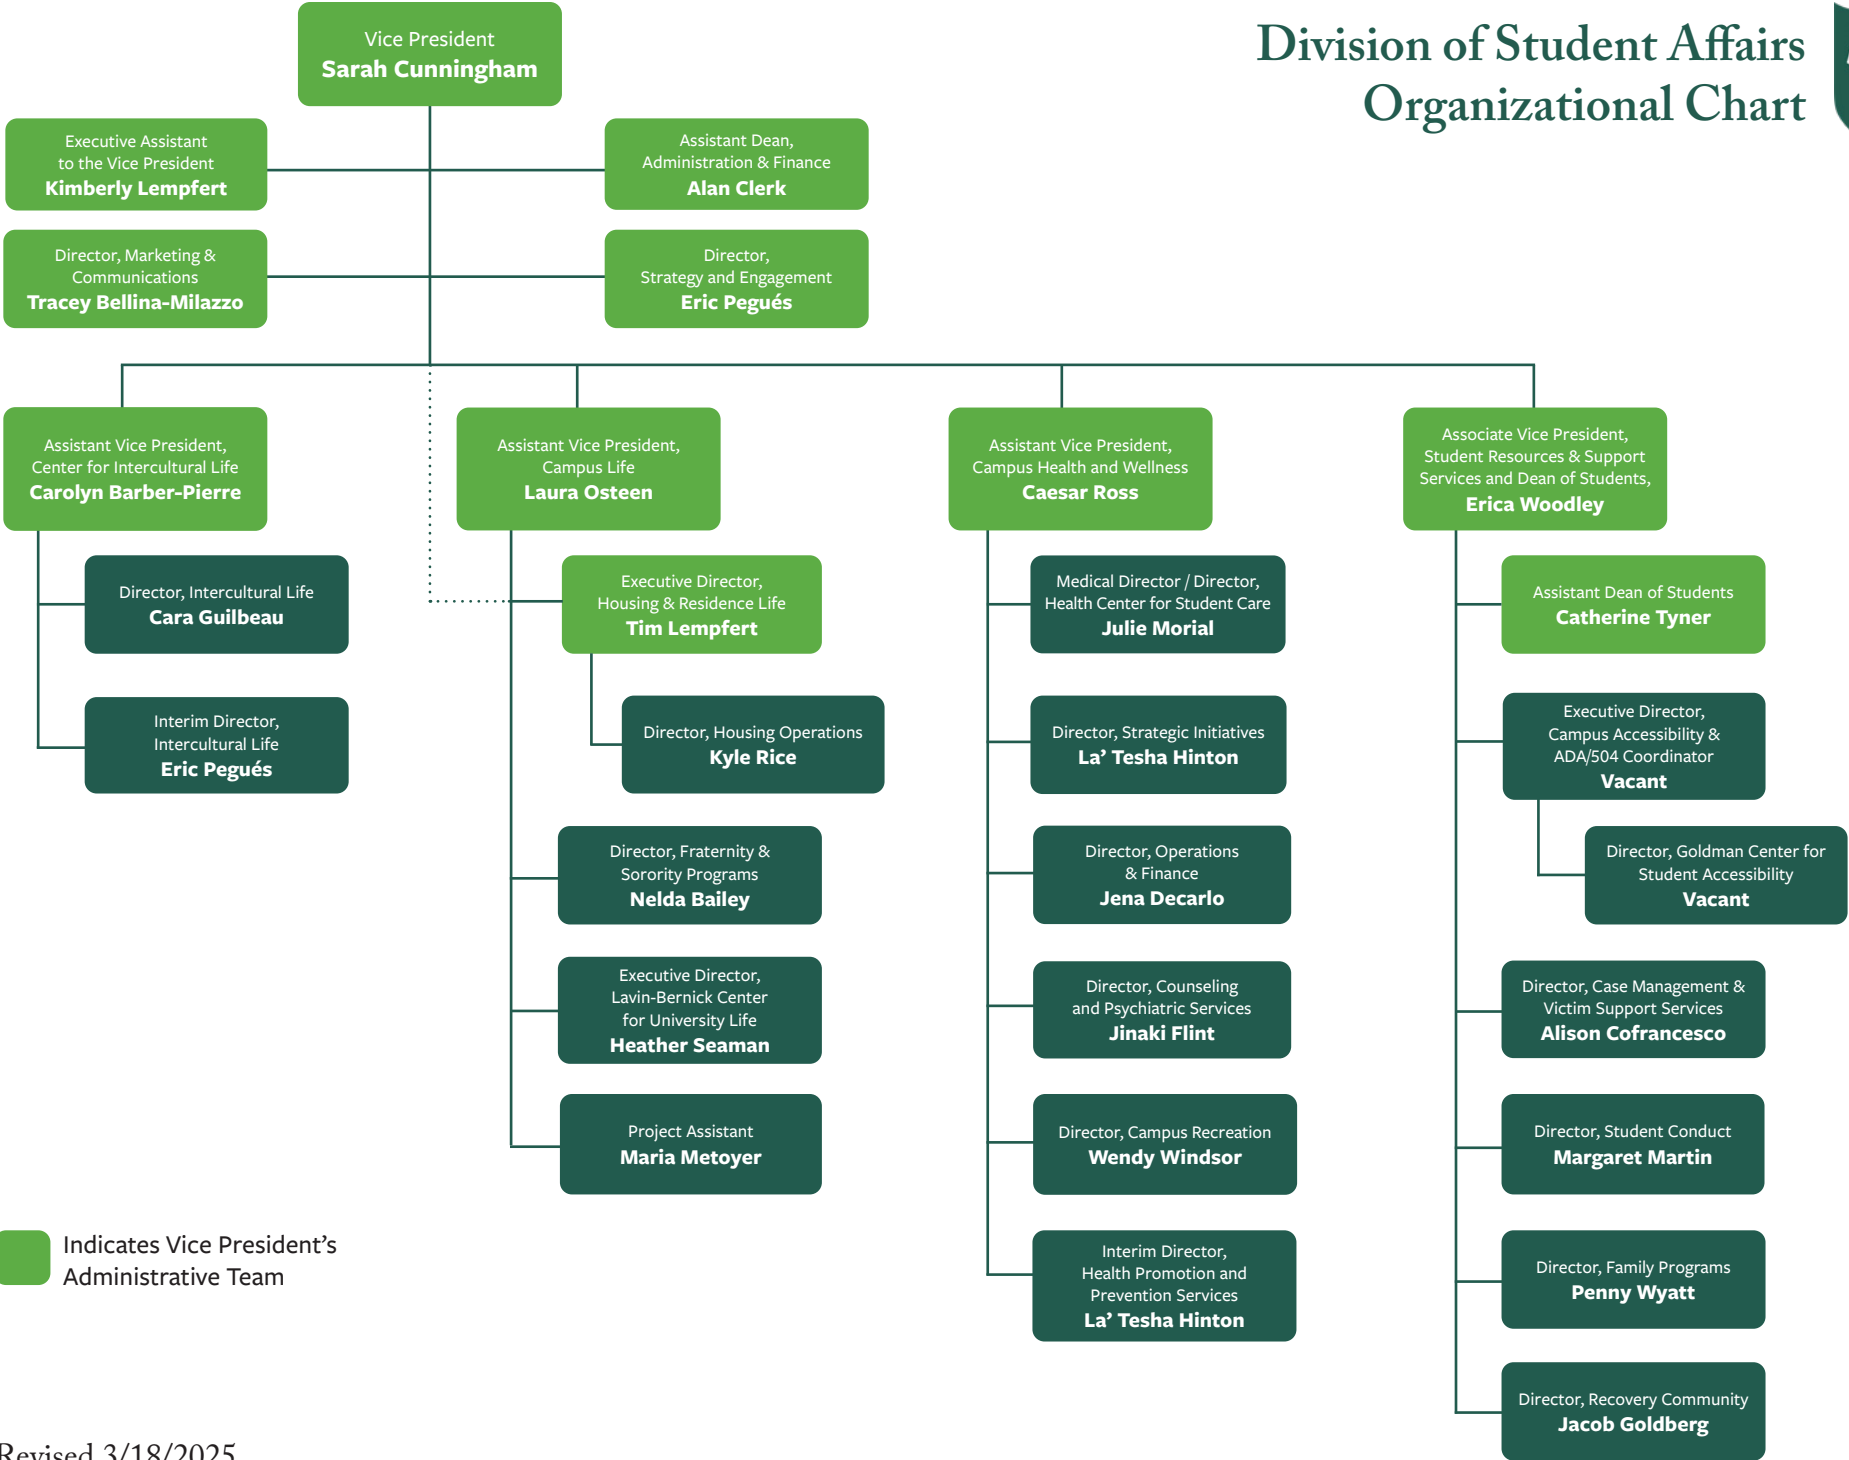 Division of Student Affairs
Organizational Chart
Vice President
Sarah Cunningham
Executive Assistant
to the Vice President
Kimberly Lempfert
Assistant Dean,
Administration & Finance
Alan Clerk
Director, Marketing &
Communications
Tracey Bellina-Milazzo
Director,
Strategy and Engagement
Eric Pegués
Assistant Vice President,
Center for Intercultural Life
Carolyn Barber-Pierre
Director, Intercultural Life
Cara Guilbeau
Interim Director,
Intercultural Life
Eric Pegués
Assistant Vice President,
Campus Life
Laura Osteen
Executive Director,
Housing & Residence Life
Tim Lempfert
Director, Housing Operations
Kyle Rice
Director, Fraternity &
Sorority Programs
Nelda Bailey
Executive Director,
Lavin-Bernick Center
for University Life
Heather Seaman
Project Assistant
Maria Metoyer
Assistant Vice President,
Campus Health and Wellness
Caesar Ross
Medical Director / Director,
Health Center for Student Care
Julie Morial
Director, Strategic Initiatives
La’ Tesha Hinton
Director, Operations
& Finance
Jena Decarlo
Director, Counseling
and Psychiatric Services
Jinaki Flint
Director, Campus Recreation
Wendy Windsor
Interim Director,
Health Promotion and
Prevention Services
La’ Tesha Hinton
Associate Vice President,
Student Resources & Support
Services and Dean of Students,
Erica Woodley
Assistant Dean of Students
Catherine Tyner
Executive Director,
Campus Accessibility &
ADA/504 Coordinator
Vacant
Director, Goldman Center for
Student Accessibility
Vacant
Director, Case Management &
Victim Support Services
Alison Cofrancesco
Director, Student Conduct
Margaret Martin
Director, Family Programs
Penny Wyatt
Director, Recovery Community
Jacob Goldberg
Indicates Vice President’s
Administrative Team
Revised 3/18/2025